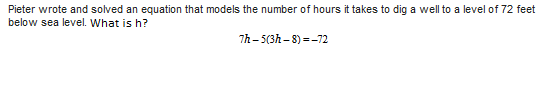 Pieter wrote and solved an equation that models the number of hours it takes to dig a well to a level of 72 feet
below sea level. What is h?
7h – 5(3h – 8) = –72